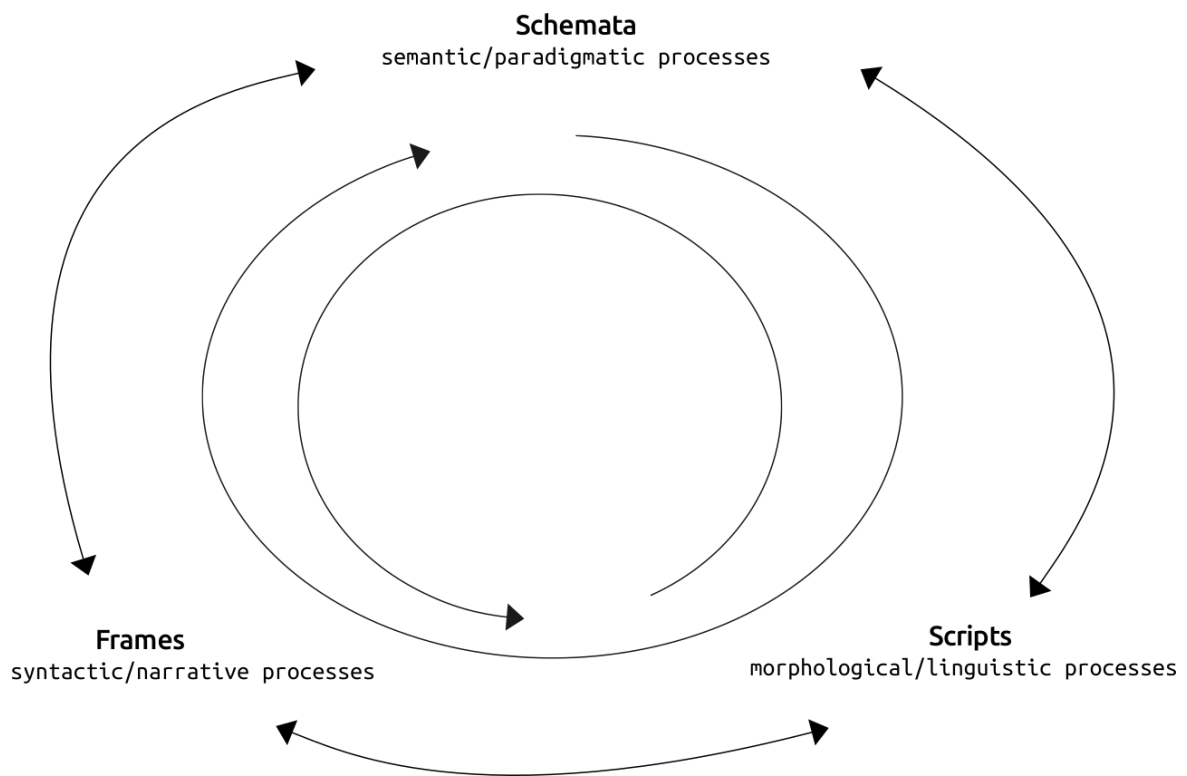 Schemata
semantic/paradigmatic processes
Frames
syntactic/narrative processes
Scripts
morphological/linguistic processes